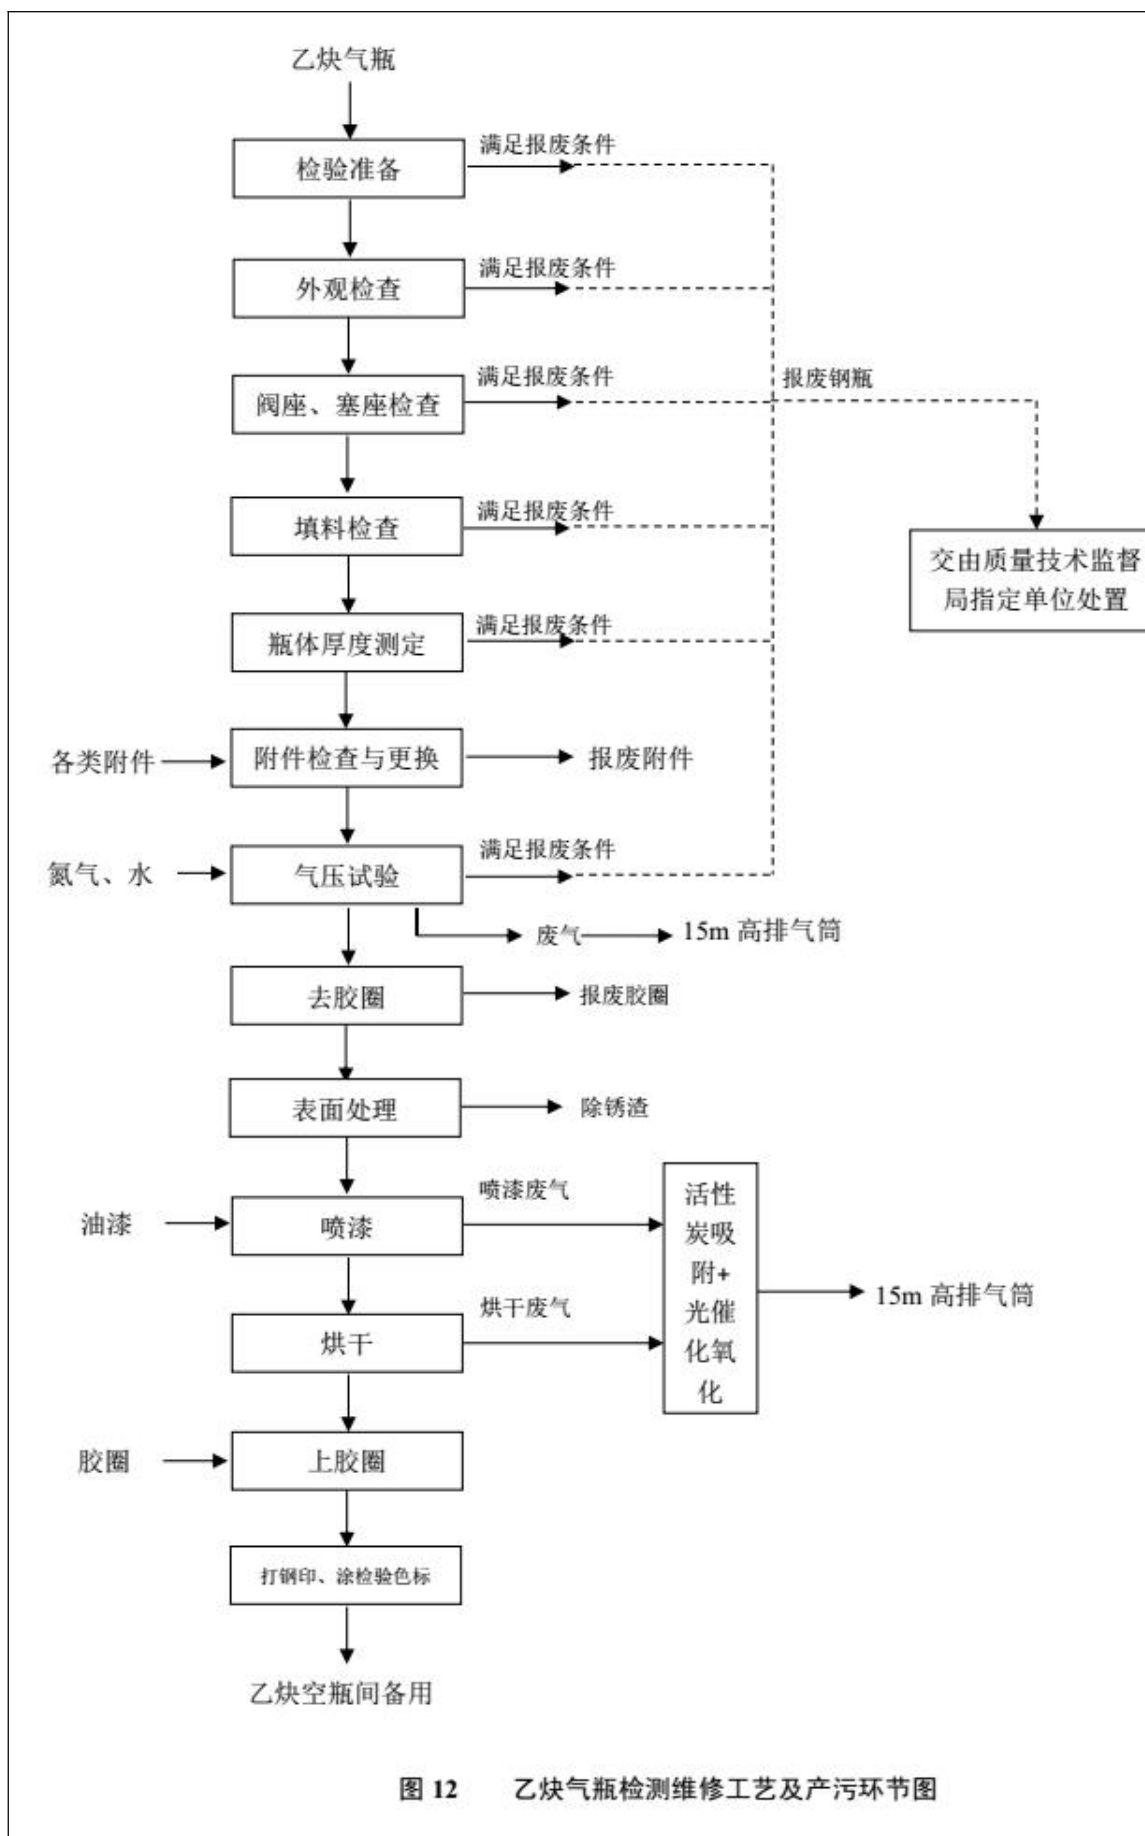 乙炔气瓶
满足报废条件
检验准备
满足报废条件
外观检查
满足报废条件
报废钢瓶
阀座、塞座检查
满足报废条件
填料检查
交由质量技术监督
局指定单位处置
满足报废条件
瓶体厚度测定
各类附件
附件检查与更换
报废附件
满足报废条件
氮气、水
气压试验
废气
15m 高排气筒
去胶圈
报废胶圈
表面处理
除锈渣
喷漆废气
油漆
喷漆
活性
炭吸
附+
光催
化氧
化
15m 高排气筒
烘干废气
烘干
胶圈
上胶圈
打钢印、涂检验色标
乙炔空瓶间备用
图 12 乙炔气瓶检测维修工艺及产污环节图